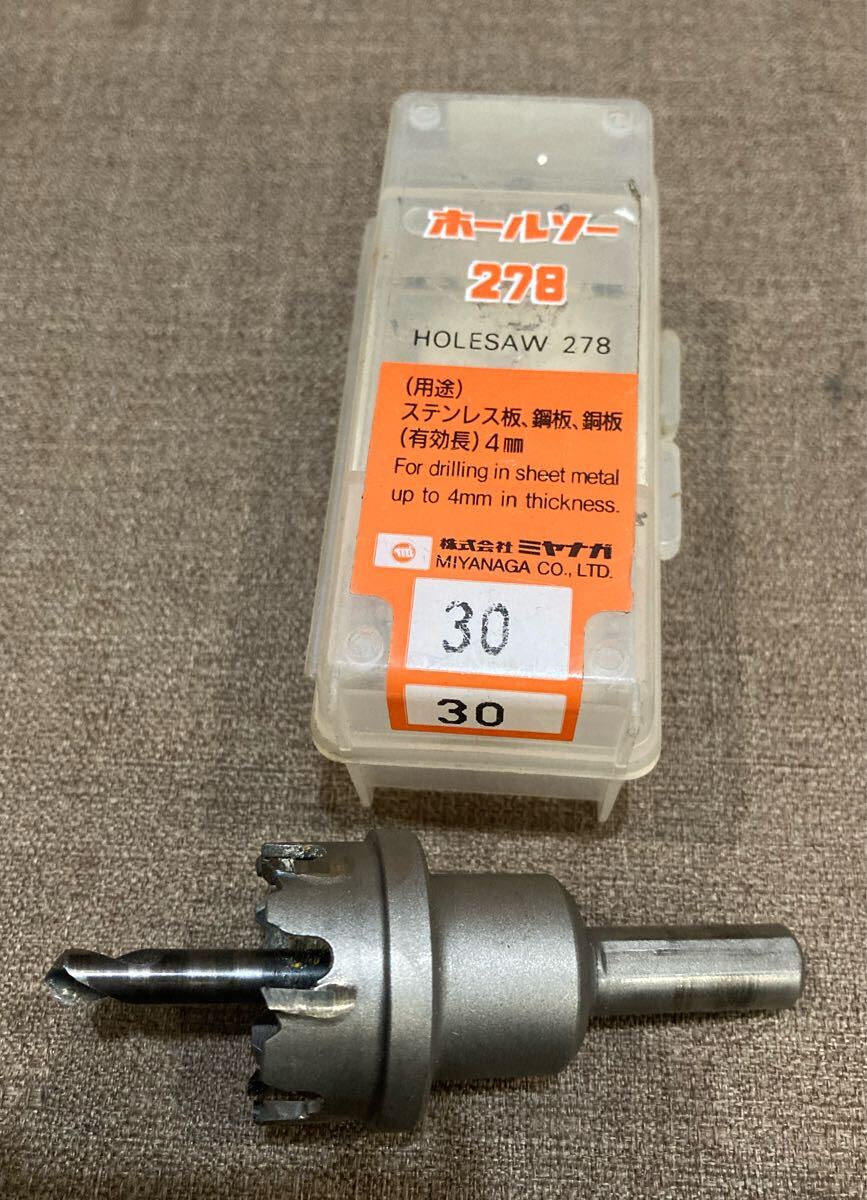 ホールソー
278
HOLESAW 278
(用途)
ステンレス板、鋼板、銅板
(有効長) 4㎜
For drilling in sheet metal
up to 4mm in thickness.
株式会社 ミヤナガ
MIYANAGA CO., LTD.
30
30